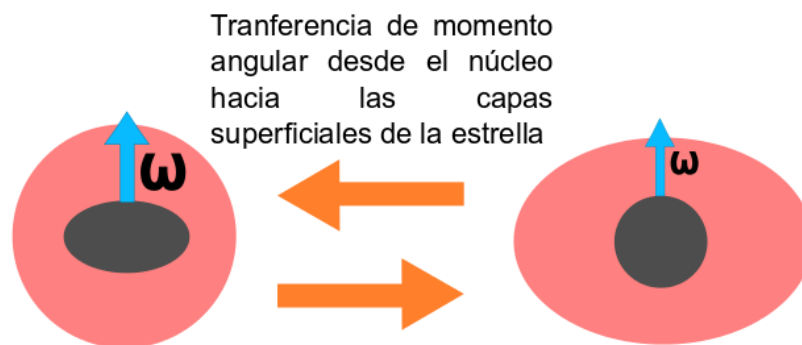 Tranferencia de momento
angular desde el núcleo
hacia las capas
superficiales de la estrella
ω
ω